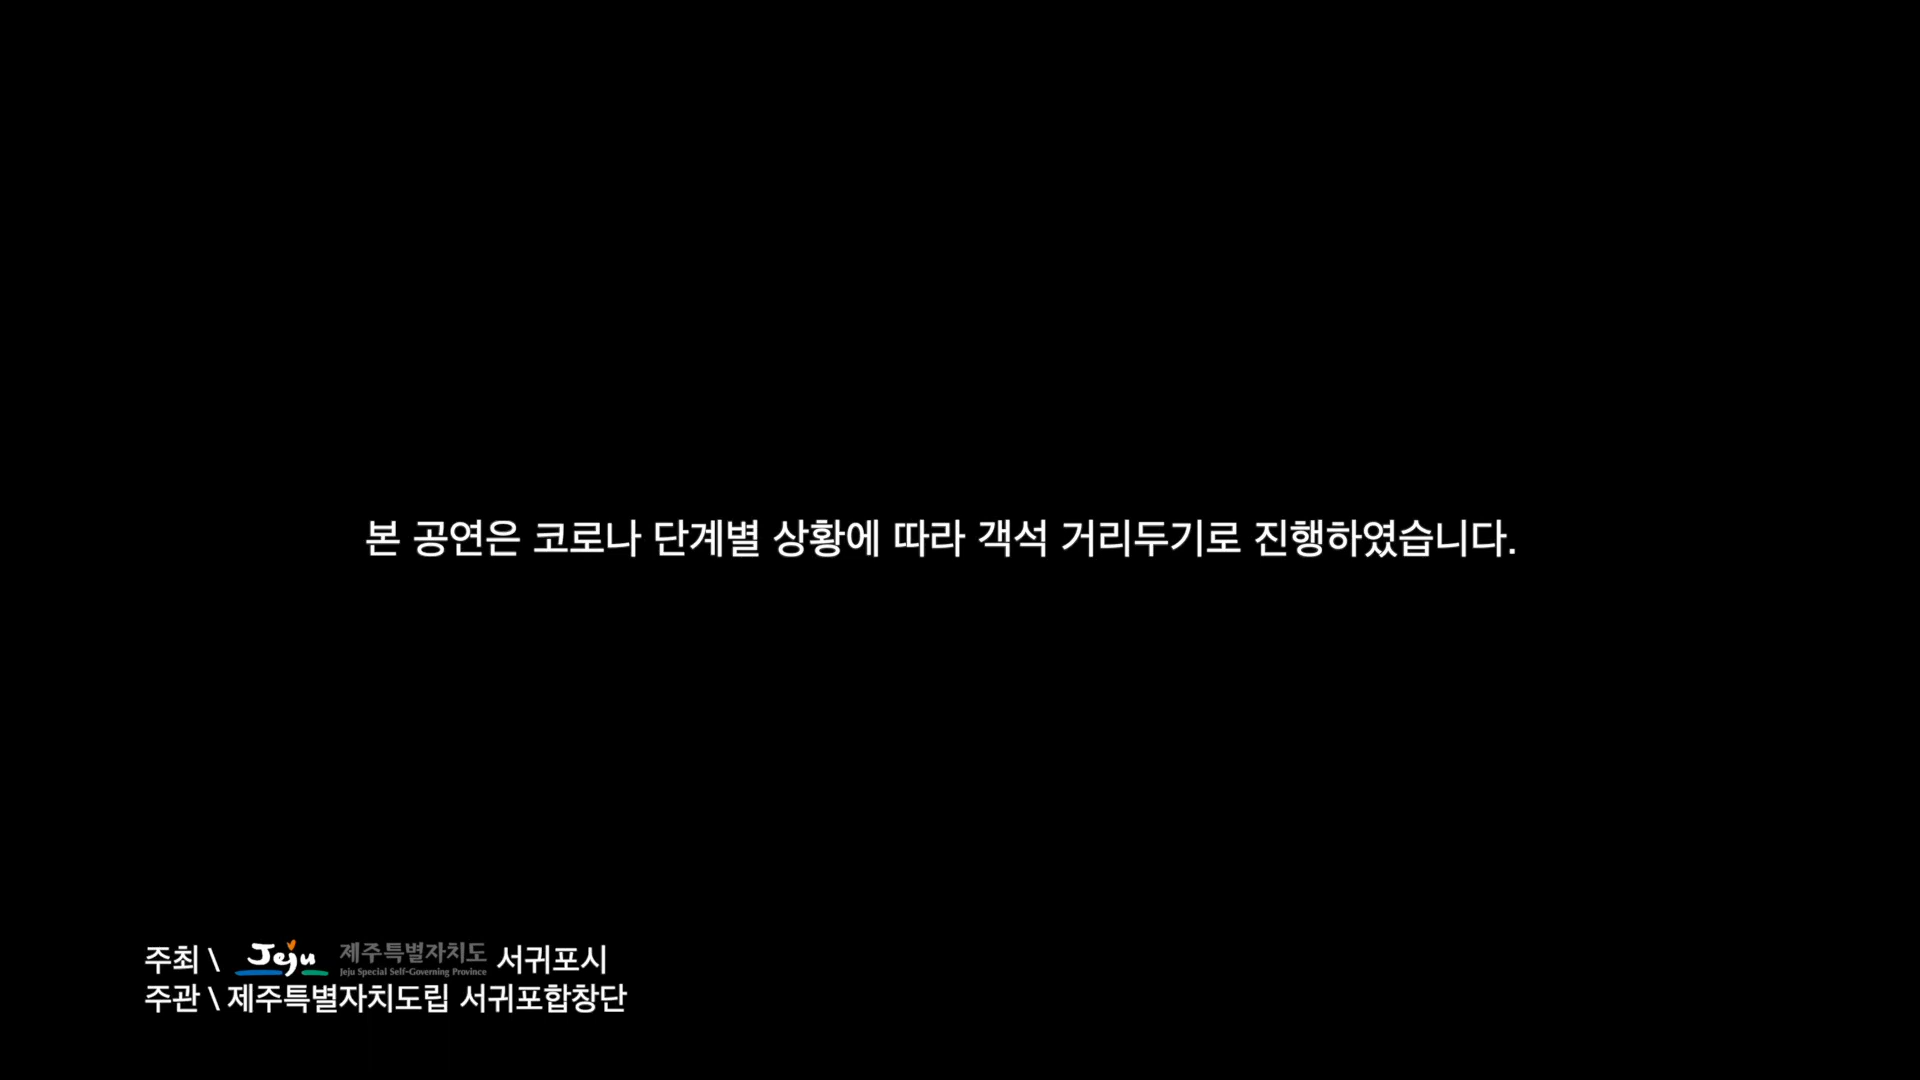 본 공연은 코로나 단계별 상황에 따라 객석 거리두기로 진행하였습니다.
주최 \ Jeju 제주특별자치도 서귀포시
Jeju Special Self-Governing Province
주관 \ 제주특별자치도립 서귀포합창단